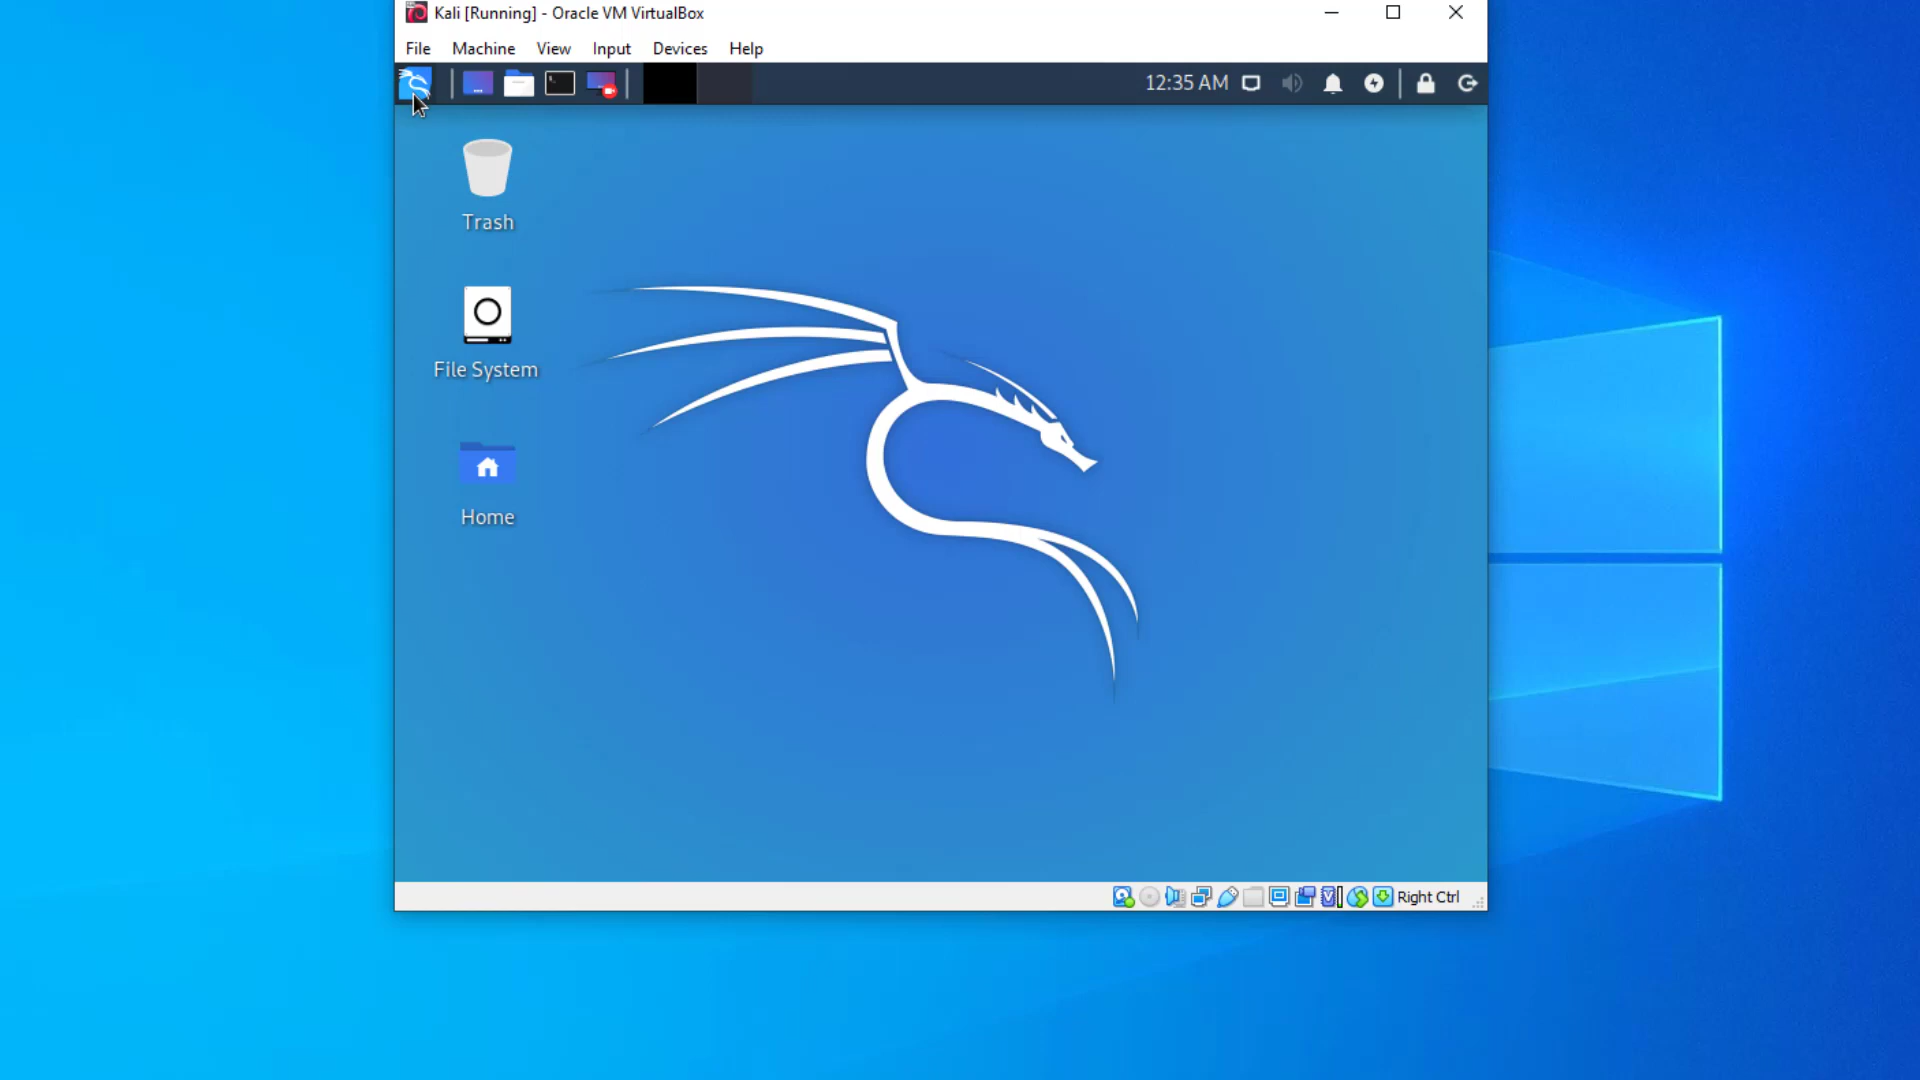 Kali [Running] - Oracle VM VirtualBox
File Machine View Input Devices Help
12:35 AM
Trash
File System
Home
Right Ctrl